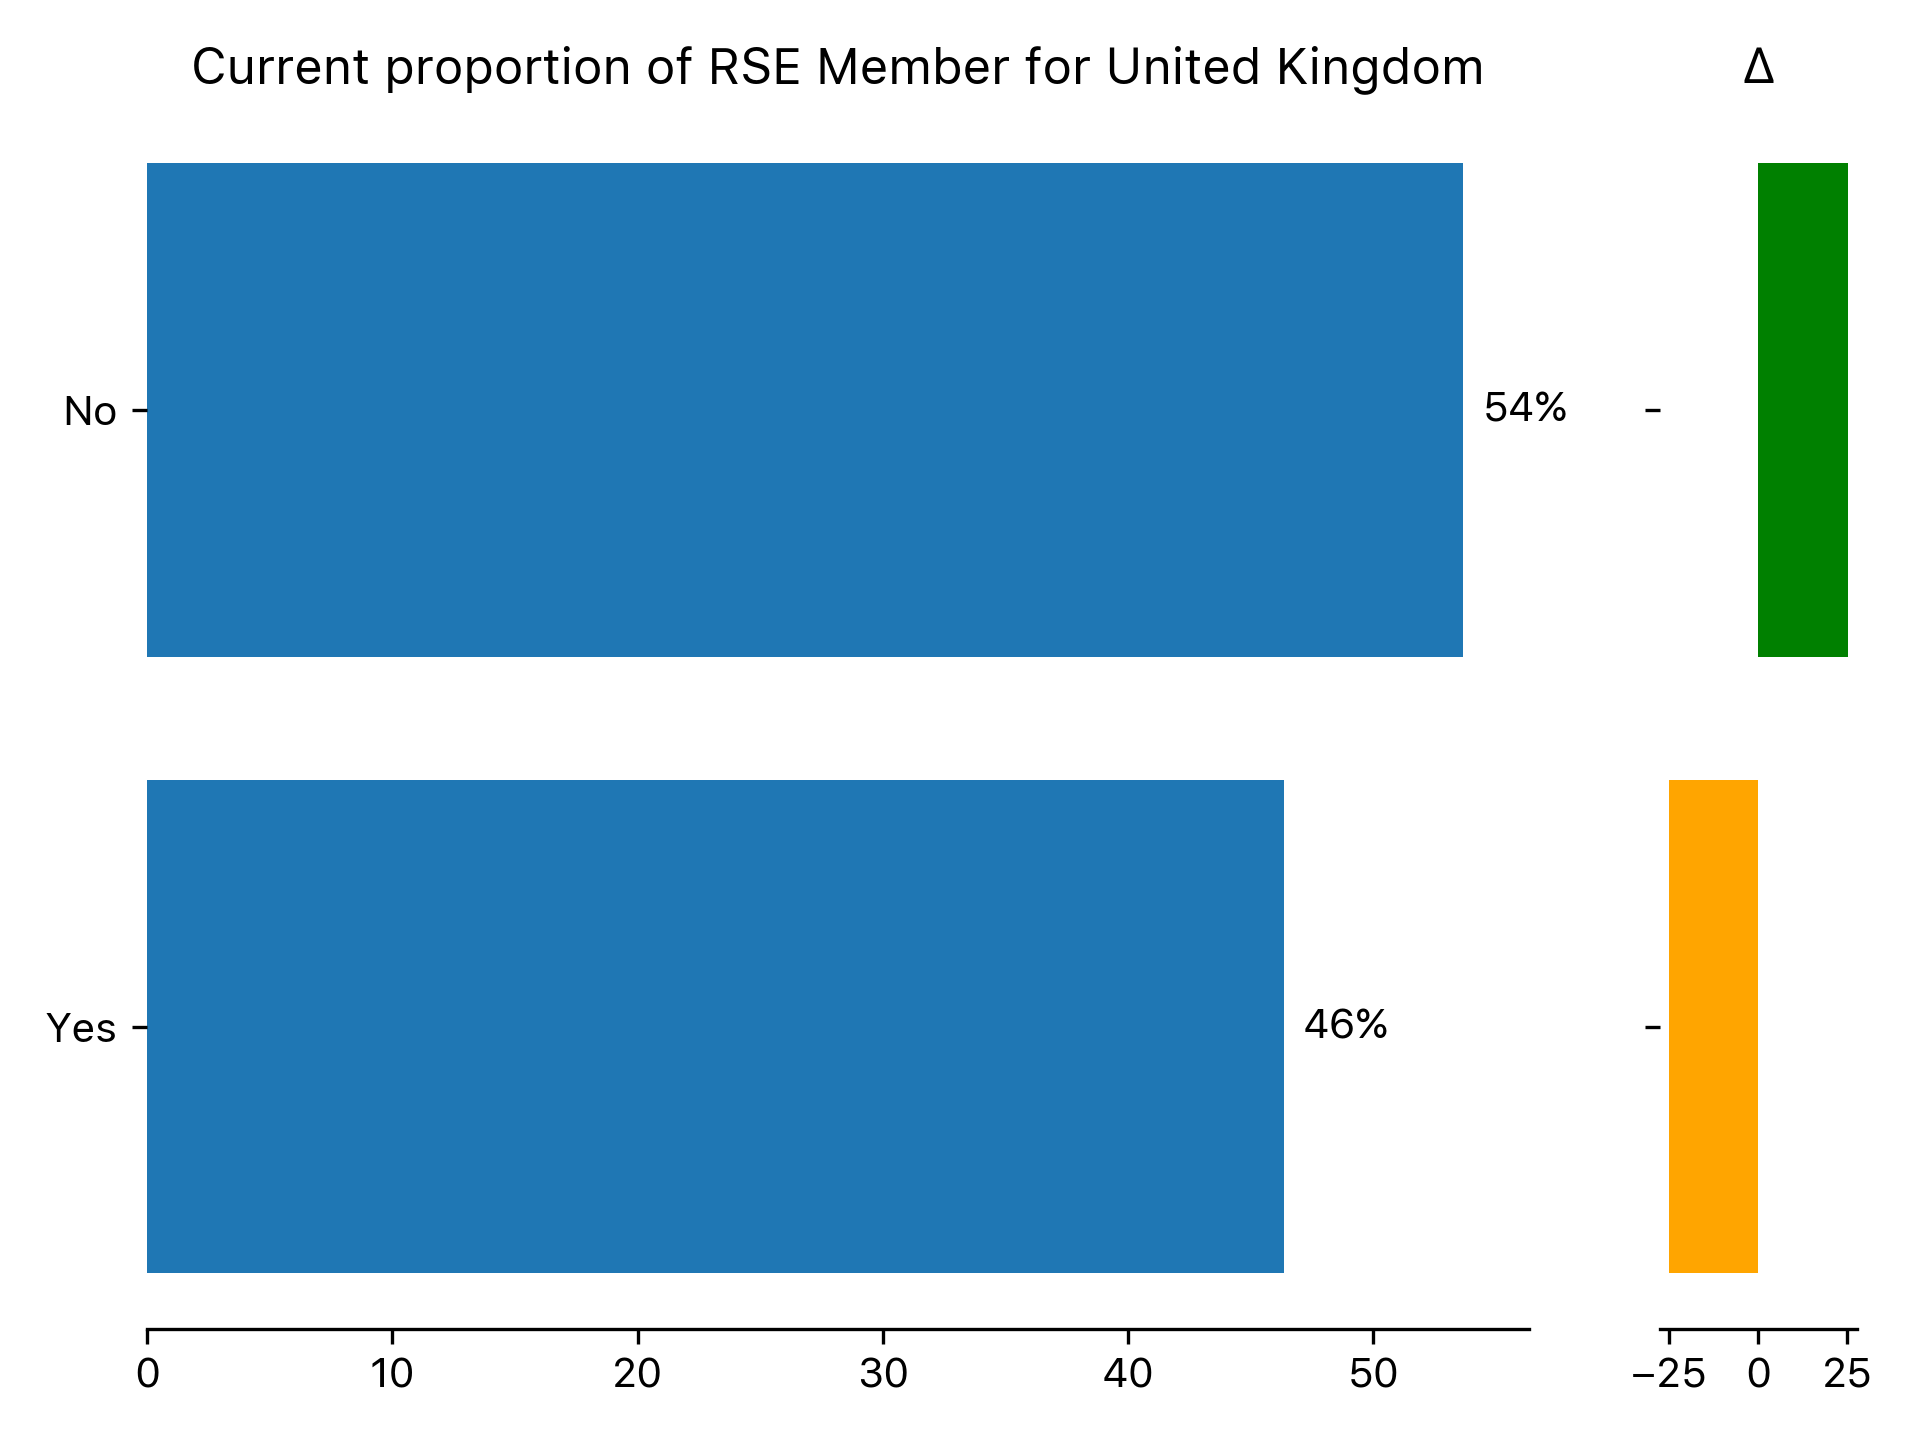 Current proportion of RSE Member for United Kingdom
Δ
No
54%
Yes
46%
0 10 20 30 40 50
−25 0 25